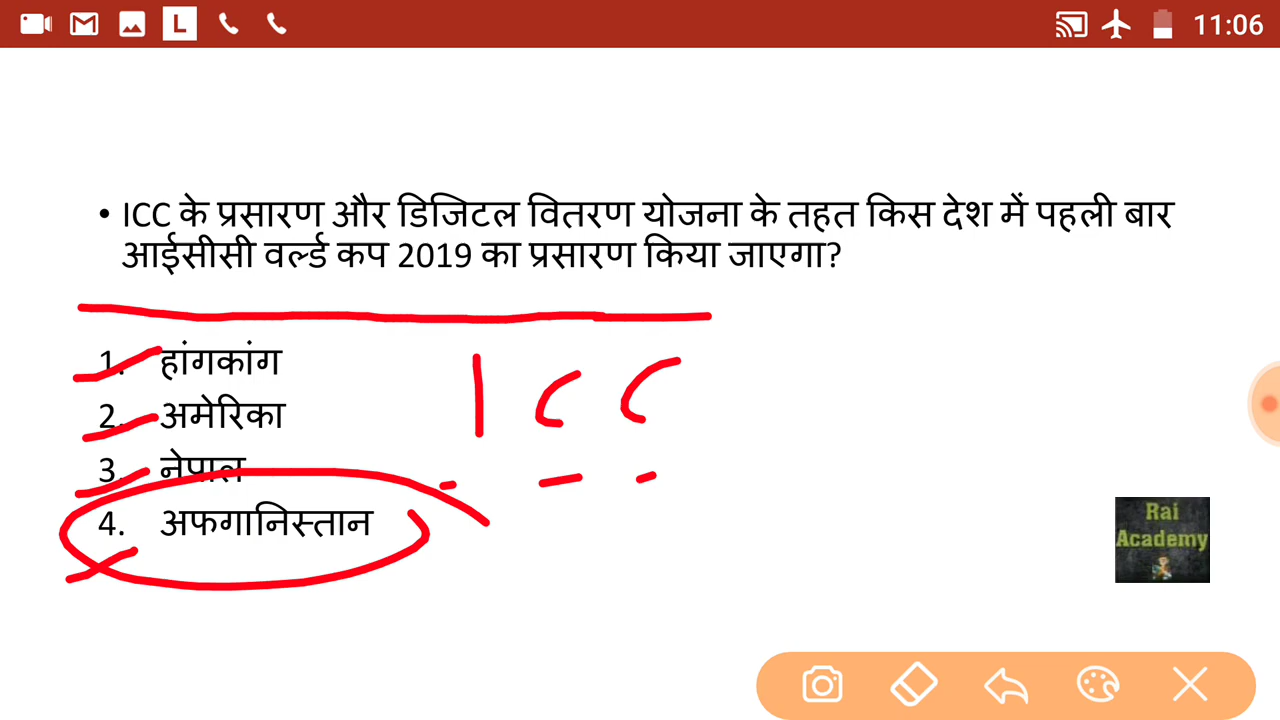 L 11:06
• ICC के प्रसारण और डिजिटल वितरण योजना के तहत किस देश में पहली बार
आईसीसी वर्ल्ड कप 2019 का प्रसारण किया जाएगा?
1. हांगकांग
2. अमेरिका
3. नेपाल
4. अफगानिस्तान
ICC
Rai
Academy